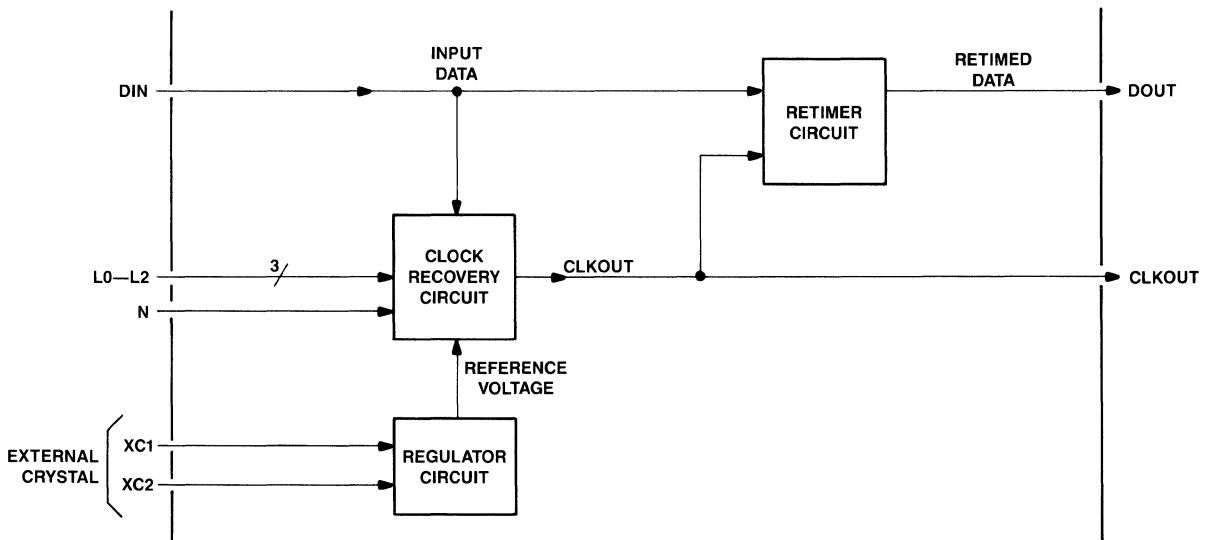 INPUT
DATA
RETIMED
DATA
DIN
DOUT
RETIMER
CIRCUIT
CLOCK
RECOVERY
CIRCUIT
L0—L2
3
CLKOUT
CLKOUT
N
REFERENCE
VOLTAGE
EXTERNAL
CRYSTAL
XC1
XC2
REGULATOR
CIRCUIT